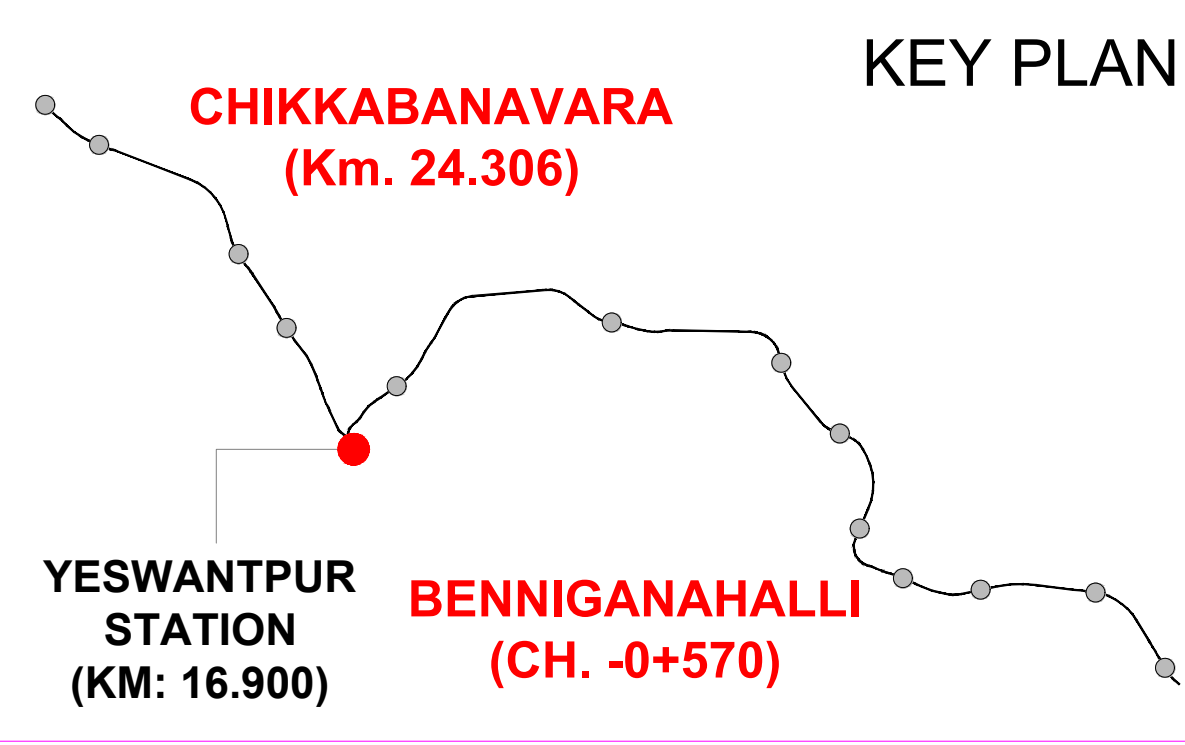 KEY PLAN
CHIKKABANAVARA
(Km. 24.306)
YESWANTPUR
STATION
(KM: 16.900)
BENNIGANAHALLI
(CH. -0+570)